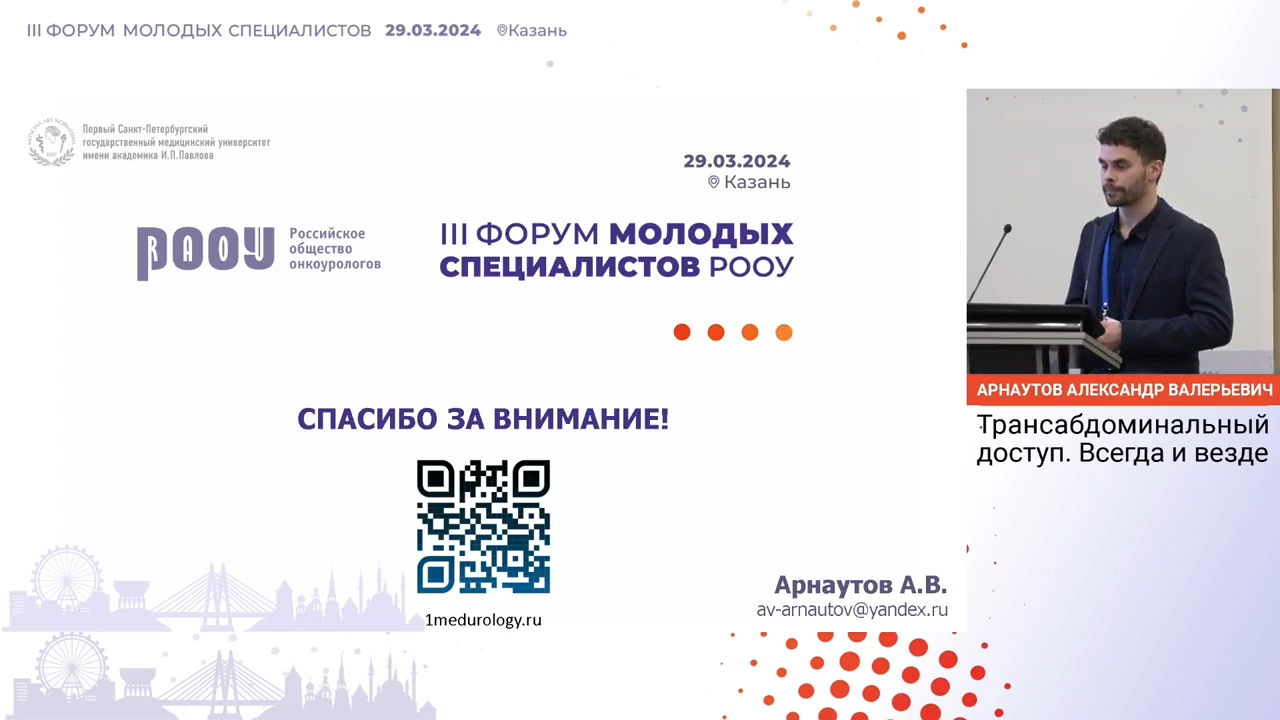 III ФОРУМ МОЛОДЫХ СПЕЦИАЛИСТОВ 29.03.2024 Казань
Первый Санкт-Петербургский
государственный медицинский университет
имени академика И.П.Павлова
29.03.2024
Казань
РООУ
RAOU
Российское
общество
онкоурологов
III ФОРУМ МОЛОДЫХ
СПЕЦИАЛИСТОВ РООУ
СПАСИБО ЗА ВНИМАНИЕ!
1medurology.ru
Арнаутов А.В.
av-arnautov@yandex.ru
АРНАУТОВ АЛЕКСАНДР ВАЛЕРЬЕВИЧ
Трансабдоминальный
доступ. Всегда и везде